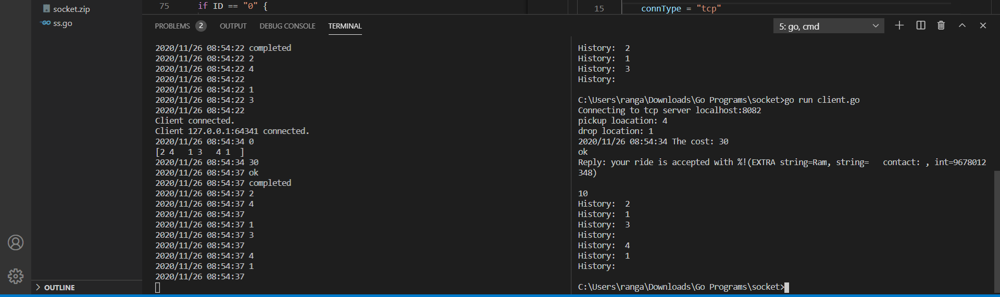 socket.zip
ss.go
75 if ID == "0" {
15 connType = "tcp"
PROBLEMS 2 OUTPUT DEBUG CONSOLE TERMINAL
5: go, cmd
2020/11/26 08:54:22 completed
2020/11/26 08:54:22 2
2020/11/26 08:54:22 4
2020/11/26 08:54:22
2020/11/26 08:54:22 1
2020/11/26 08:54:22 3
2020/11/26 08:54:22
Client connected.
Client 127.0.0.1:64341 connected.
2020/11/26 08:54:34 0
[2 4   1 3   4 1  ]
2020/11/26 08:54:34 30
2020/11/26 08:54:37 ok
2020/11/26 08:54:37 completed
2020/11/26 08:54:37 2
2020/11/26 08:54:37 4
2020/11/26 08:54:37
2020/11/26 08:54:37 1
2020/11/26 08:54:37 3
2020/11/26 08:54:37
2020/11/26 08:54:37 4
2020/11/26 08:54:37 1
2020/11/26 08:54:37
History:  2
History:  1
History:  3
History:
C:\Users\ranga\Downloads\Go Programs\socket>go run client.go
Connecting to tcp server localhost:8082
pickup loacation: 4
drop location: 1
2020/11/26 08:54:34 The cost: 30
ok
Reply: your ride is accepted with %!(EXTRA string=Ram, string=   contact: , int=9678012
348)
10
History:  2
History:  1
History:  3
History:
History:  4
History:  1
History:
C:\Users\ranga\Downloads\Go Programs\socket>
GO
OUTLINE